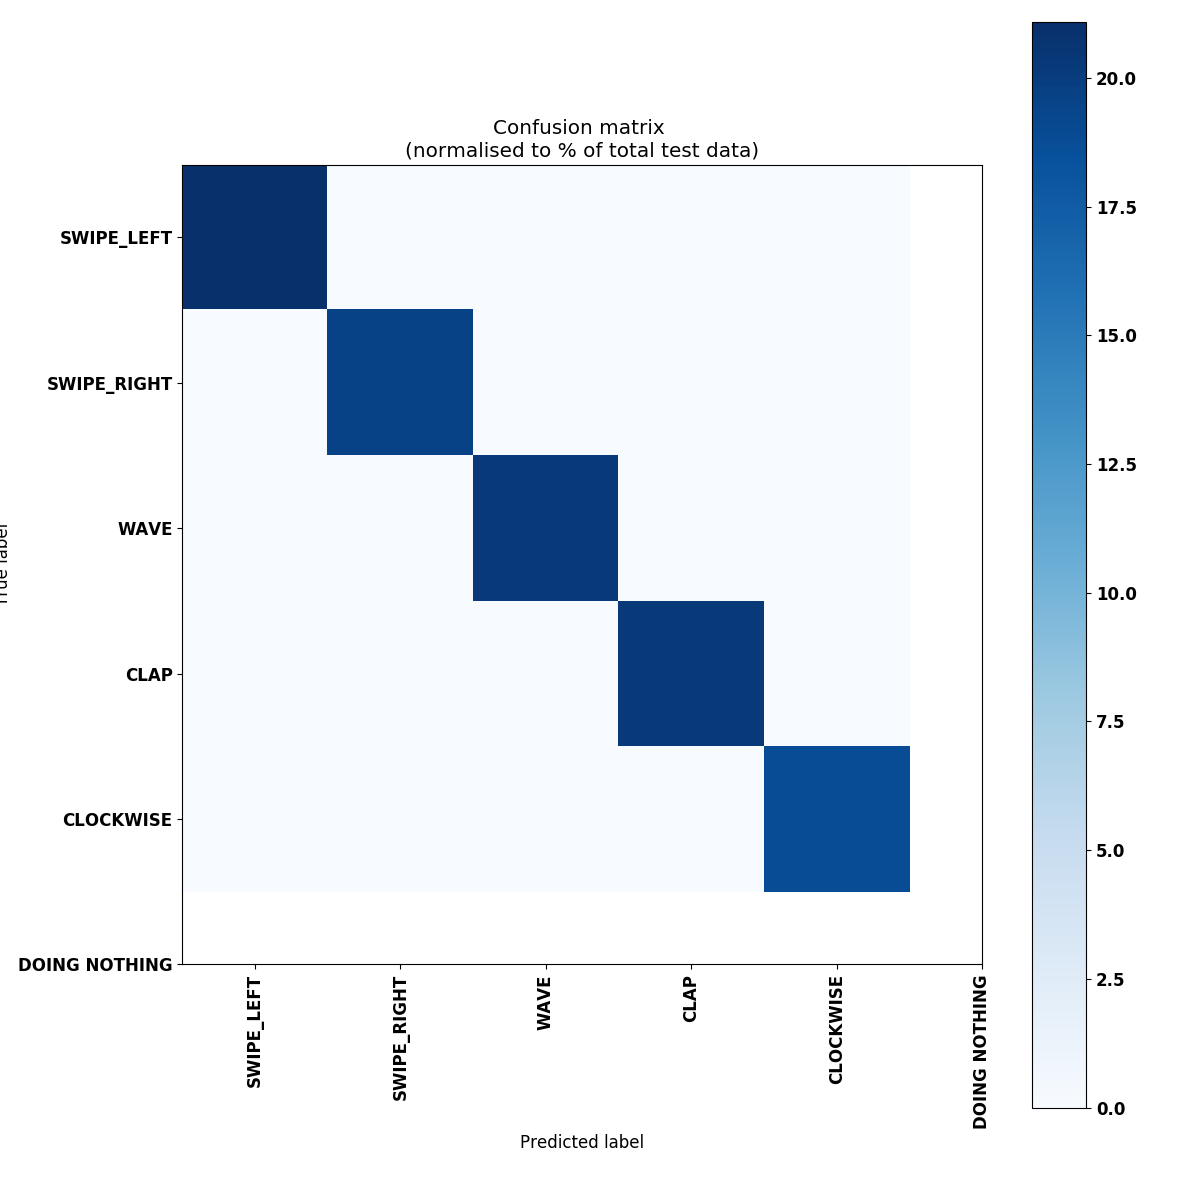 Confusion matrix
(normalised to % of total test data)
SWIPE_LEFT
SWIPE_RIGHT
WAVE
CLAP
CLOCKWISE
DOING NOTHING
True label
SWIPE_LEFT
SWIPE_RIGHT
WAVE
CLAP
CLOCKWISE
DOING NOTHING
Predicted label
20.0
17.5
15.0
12.5
10.0
7.5
5.0
2.5
0.0